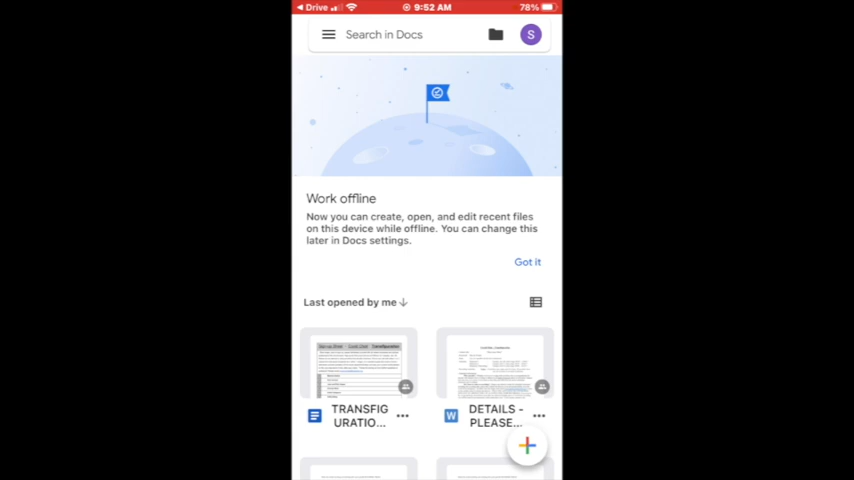 Drive 9:52 AM 78%
Search in Docs S
Work offline
Now you can create, open, and edit recent files
on this device while offline. You can change this
later in Docs settings.
Got it
Last opened by me
TRANSFIG
URATIO...
W DETAILS -
PLEASE...